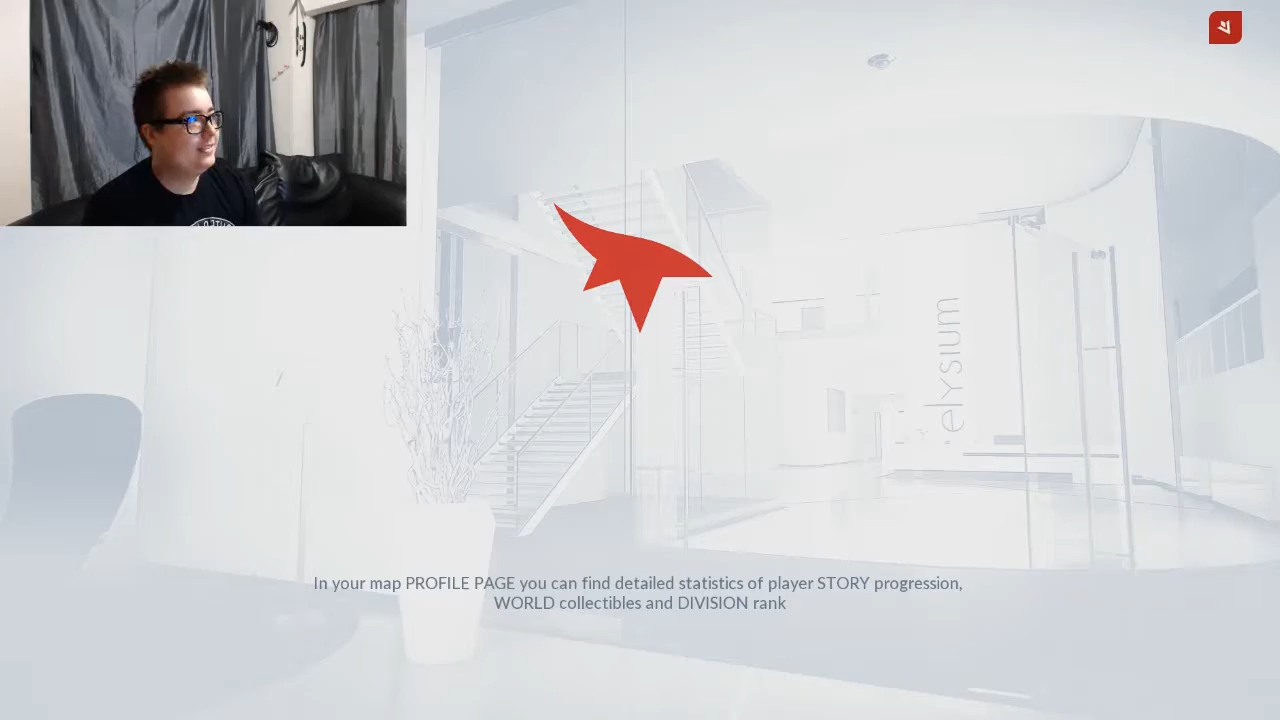 elysium
In your map PROFILE PAGE you can find detailed statistics of player STORY progression,
WORLD collectibles and DIVISION rank